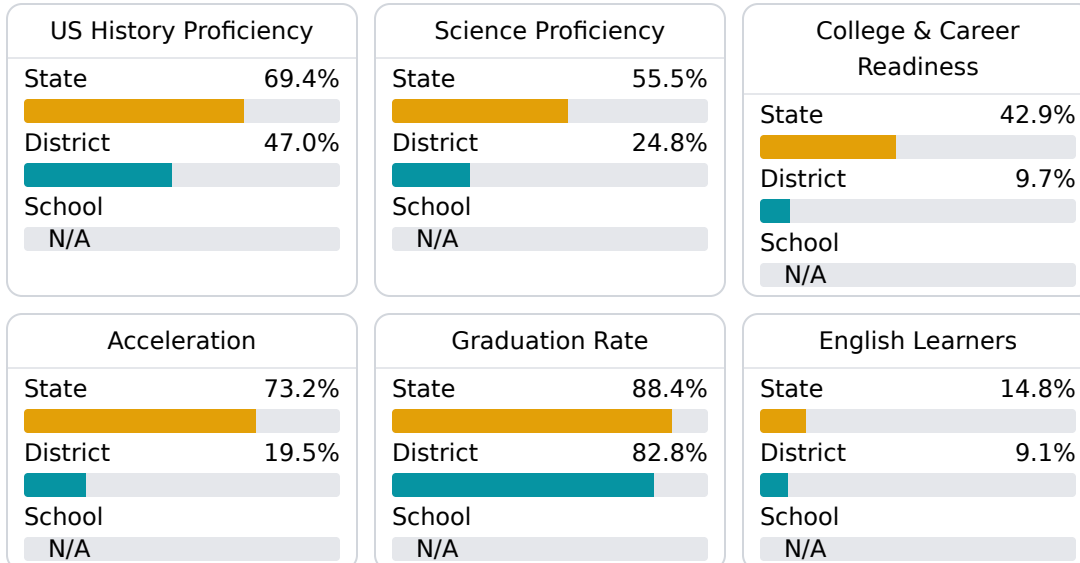 US History Proficiency
State 69.4%
District 47.0%
School
N/A
Science Proficiency
State 55.5%
District 24.8%
School
N/A
College & Career
Readiness
State 42.9%
District 9.7%
School
N/A
Acceleration
State 73.2%
District 19.5%
School
N/A
Graduation Rate
State 88.4%
District 82.8%
School
N/A
English Learners
State 14.8%
District 9.1%
School
N/A